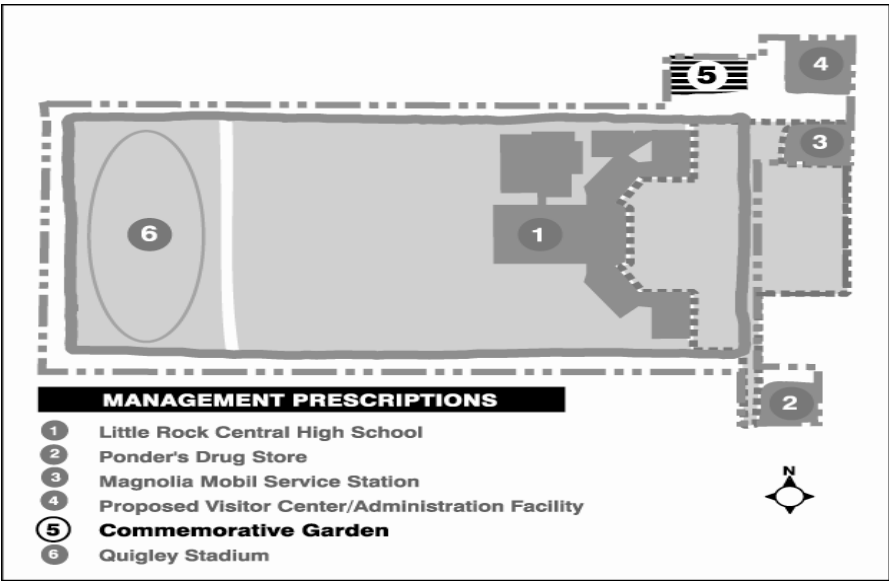 5
4
3
6
1
2
MANAGEMENT PRESCRIPTIONS
1 Little Rock Central High School
2 Ponder's Drug Store
3 Magnolia Mobil Service Station
4 Proposed Visitor Center/Administration Facility
5 Commemorative Garden
6 Quigley Stadium
N